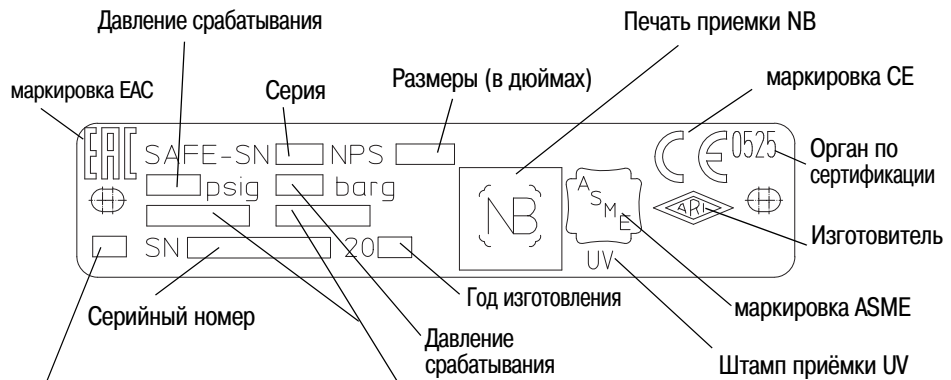 Давление срабатывания
Печать приемки NB
маркировка EAC
Серия
Размеры (в дюймах)
маркировка CE
EAC SAFE-SN NPS
CE 0525
Орган по
сертификации
psig barg
NB
ASME
ARI
Изготовитель
SN 20
UV
Серийный номер
Год изготовления
Давление
срабатывания
маркировка ASME
Штамп приёмки UV